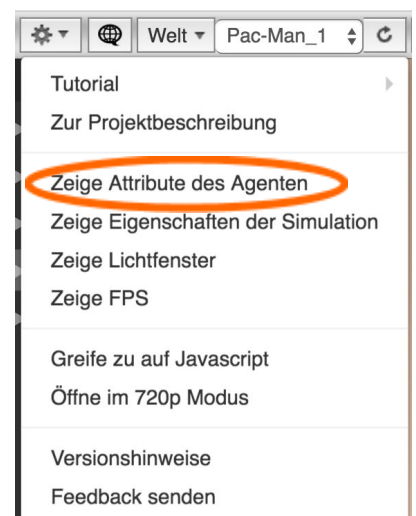 Welt Pac-Man_1
Tutorial
Zur Projektbeschreibung
Zeige Attribute des Agenten
Zeige Eigenschaften der Simulation
Zeige Lichtfenster
Zeige FPS
Greife zu auf Javascript
Öffne im 720p Modus
Versionshinweise
Feedback senden